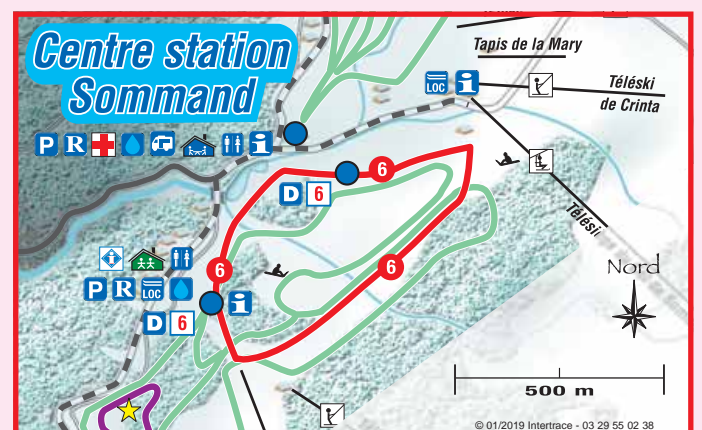 Centre station
Sommand
Tapis de la Mary
LOC i
Téléski
de Crinta
P R i
6
D 6
Télési
6
6
P R LOC
i
D 6
Nord
500 m
© 01/2019 Intertrace - 03 29 55 02 38